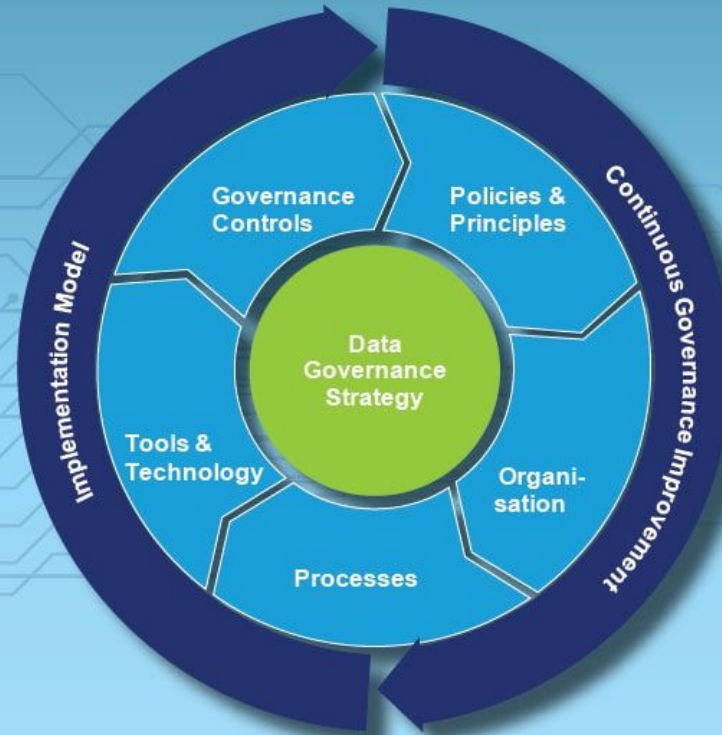 Governance
Controls
Policies &
Principles
Continuous Governance Improvement
Implementation Model
Data
Governance
Strategy
Tools &
Technology
Organi-
sation
Processes